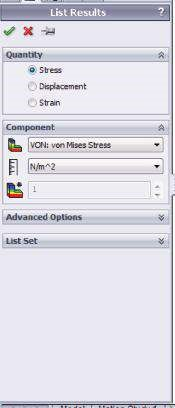 List Results ?
Quantity
Stress
Displacement
Strain
Component
VON: von Mises Stress
N/m^2
1
Advanced Options
List Set